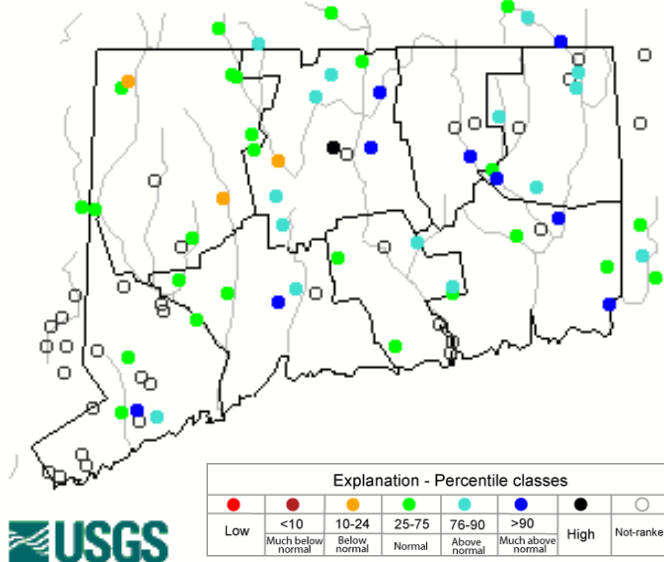 Explanation - Percentile classes
Low
<10
Much below
normal
10-24
Below
normal
25-75
Normal
76-90
Above
normal
>90
Much above
normal
High
Not-ranke
USGS